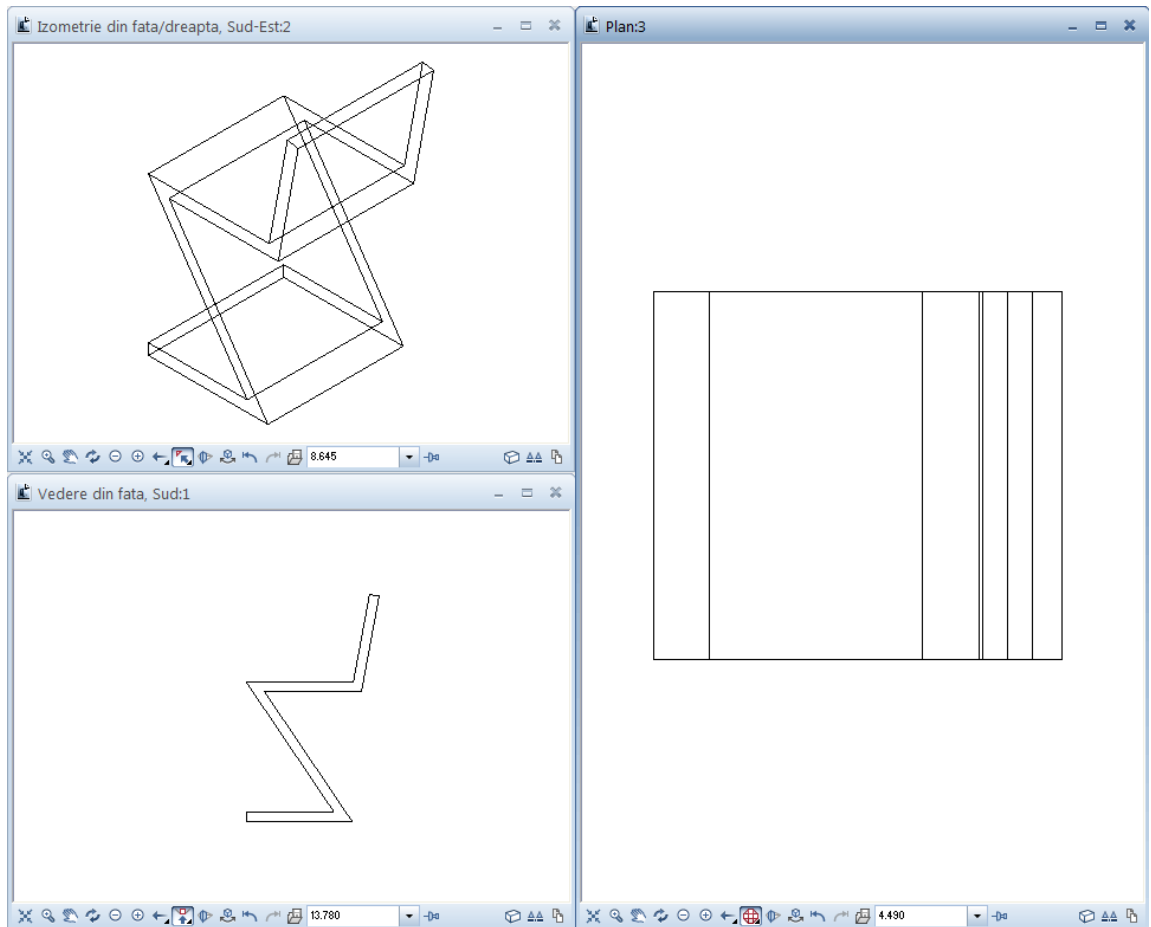 Izometrie din fata/dreapta, Sud-Est:2
8.645
Vedere din fata, Sud:1
13.780
Plan:3
4.490